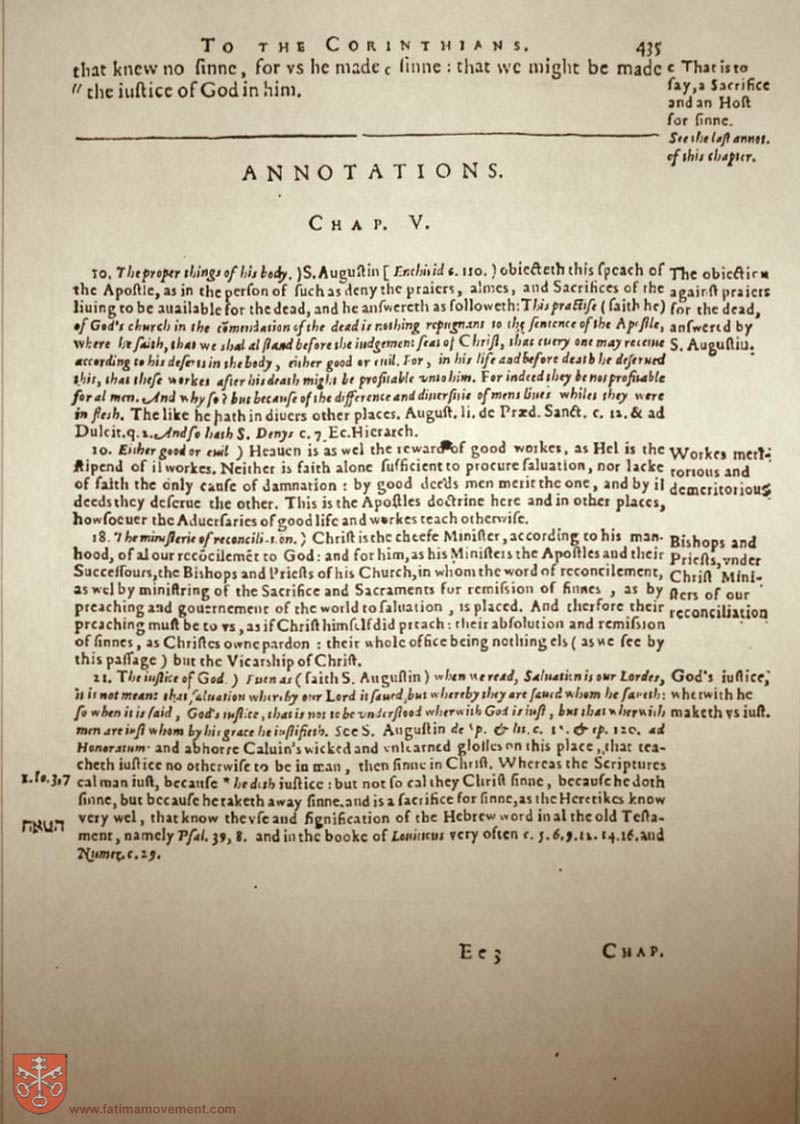 TO THE CORINTHIANS. 435
that knew no ſinne, for vs he made c ſinne : that we might be made
" the iuſtice of God in him.
c That is to
ſay, a Sacrifice
and an Hoſt
for ſinne.
See the laſt annot.
of this chapter.
ANNOTATIONS.
CHAP. V.
10. The proper things of his body. ) S. Auguſtin [ Enchirid c. 110. ) obiecteth this ſpeach of
the Apoſtle, as in the perſon of ſuch as deny the praiers, almes, and Sacrifices of the
liuing to be auailable for the dead, and he anſwereth as followeth: This practiſe ( ſaith he )
of God's church in the cõmendation of the dead is nothing repugnant to the ſentence of the Apoſtle,
where he ſaith, that we shal al ſtand before the iudgement ſeat of Chriſt, that euery one may receiue
according to his deſerts in the body, either good or euil. For, in his life and before death he deſerued
this, that theſe workes after his death might be profitable vnto him. For indeed they be not profitable
for al men. And why ſo? but becauſe of the difference and diuerſitie of mens liues whiles they were
in flesh. The like he hath in diuers other places. Auguſt. li. de Præd. Sanct. c. 12. & ad
Dulcit. q. 2. And ſo hath S. Denys c. 7. Ec. Hierarch.
The obiectiõ
againſt praiers
for the dead,
anſwered by
S. Auguſtin.
10. Either good or euil ) Heauen is as wel the reward of good workes, as Hel is the
ſtipend of il workes. Neither is faith alone ſufficient to procure ſaluation, nor lacke
of faith the only cauſe of damnation : by good deeds men merit the one, and by il
deeds they deſerue the other. This is the Apoſtles doctrine here and in other places,
howſoeuer the Aduerſaries of good life and workes teach otherwiſe.
Workes meri-
torious and
demeritorious
18. The miniſterie of reconciliation. ) Chriſt is the cheefe Miniſter, according to his man-
hood, of al our recõcilemẽt to God : and for him, as his Miniſters the Apoſtles and their
Succeſſours, the Bishops and Prieſts of his Church, in whom the word of reconcilement,
as wel by miniſtring of the Sacrifice and Sacraments for remiſſion of ſinnes, as by
preaching and gouernement of the world to ſaluation, is placed. And therfore their
preaching muſt be to vs, as if Chriſt himſelf did preach : their abſolution and remiſſion
of ſinnes, as Chriſtes owne pardon : their whole office being nothing els ( as we ſee by
this paſſage ) but the Vicarship of Chriſt.
Bishops and
Prieſts, vnder
Chriſt Mini-
ſters of our
reconciliation
21. The iuſtice of God. ) Euen as ( ſaith S. Auguſtin ) when we read, Saluation is our Lordes,
it is not meant that ſaluation whereby our Lord is ſaued, but whereby they are ſaued whom he ſaueth:
ſo when it is ſaid, God's iuſtice, that is not to be vnderſtood wherwith God is iuſt, but that wherwith
men are iuſt whom by his grace he iuſtifieth. See S. Auguſtin de Sp. & lit. c. 18. & ep. 120. ad
Honoratum. and abhorre Caluin's wicked and vnlearned gloſſes on this place, that tea-
cheth iuſtice no otherwiſe to be in man, then ſinne in Chriſt. Whereas the Scriptures
cal man iuſt, becauſe * he doth iuſtice : but not ſo cal they Chriſt ſinne, becauſe he doth
ſinne, but becauſe he taketh away ſinne, and is a ſacrifice for ſinne, as the Heretikes know
very wel, that know the vſe and ſignification of the Hebrew word in al the old Teſta-
ment, namely Pſal. 39, 8. and in the booke of Leuiticus very often c. 5. 6. 9. 12. 14. 16. and
Numer. c. 29.
God's iuſtice,
wherwith he
maketh vs iuſt.
1. Io. 3, 7
חטאת
Ee 3 CHAP.
www.fatimamovement.com